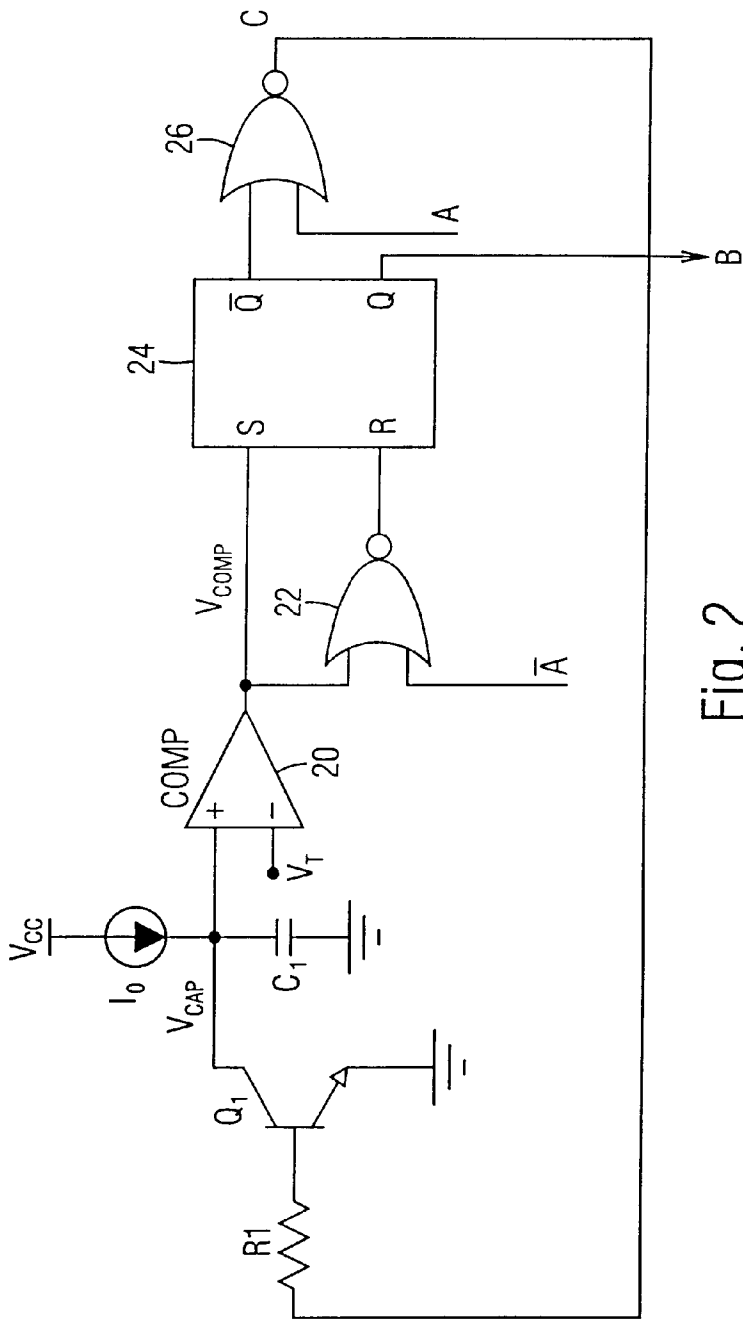 V_CC
I_0
V_CAP
C_1
Q_1
R1
COMP
+
−
V_T
20
V_COMP
22
A̅
S
R
Q̅
Q
24
26
A
B
C
Fig. 2